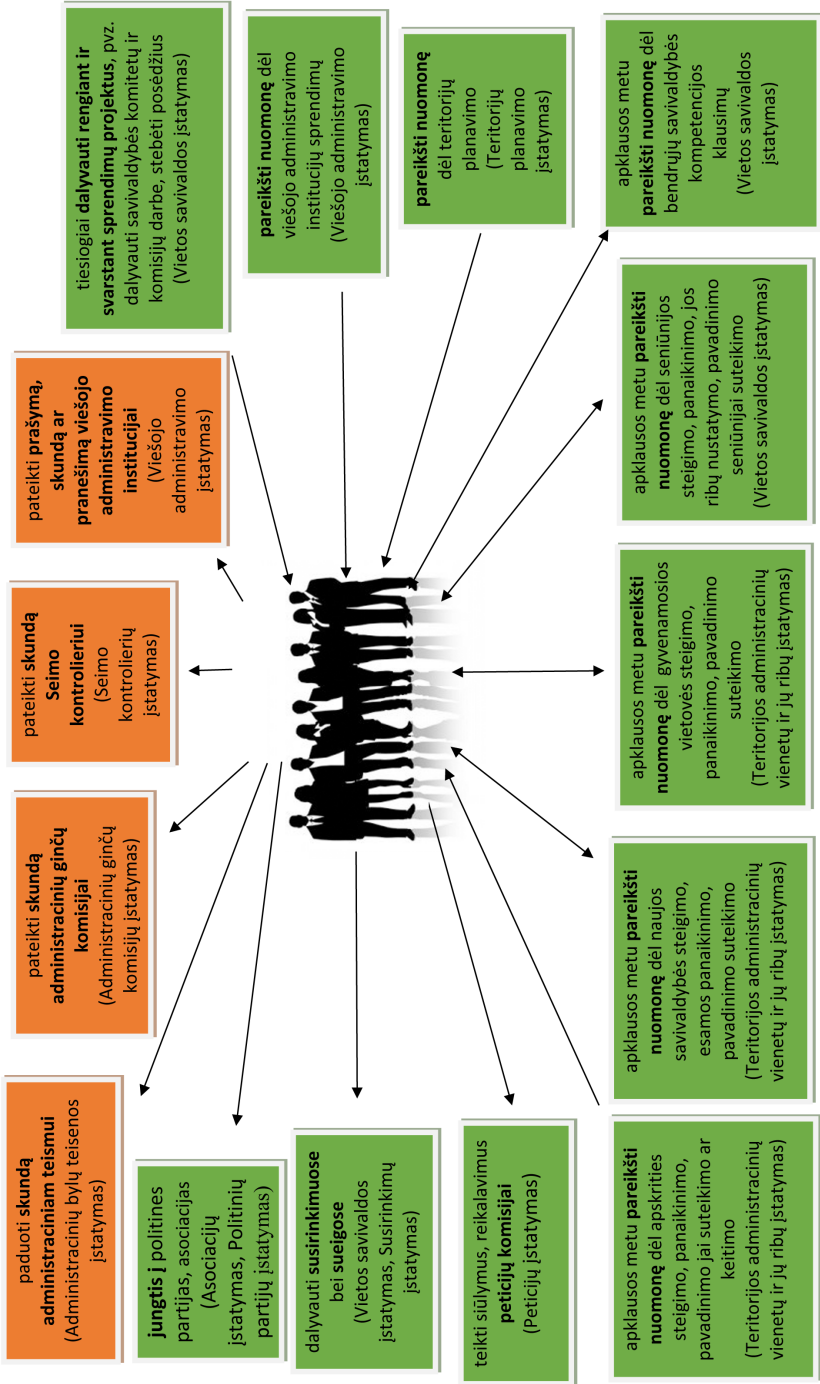 paduoti skundą
administraciniam teismui
(Administracinių bylų teisenos
įstatymas)
pateikti skundą
administracinių ginčų
komisijai
(Administracinių ginčų
komisijų įstatymas)
pateikti skundą
Seimo
kontrolieriui
(Seimo
kontrolierių
įstatymas)
pateikti prašymą,
skundą ar
pranešimą viešojo
administravimo
institucijai
(Viešojo
administravimo
įstatymas)
tiesiogiai dalyvauti rengiant ir
svarstant sprendimų projektus, pvz.
dalyvauti savivaldybės komitetų ir
komisijų darbe, stebėti posėdžius
(Vietos savivaldos įstatymas)
jungtis į politines
partijas, asociacijas
(Asociacijų
įstatymas, Politinių
partijų įstatymas)
pareikšti nuomonę dėl
viešojo administravimo
institucijų sprendimų
(Viešojo administravimo
įstatymas)
dalyvauti susirinkimuose
bei sueigose
(Vietos savivaldos
įstatymas, Susirinkimų
įstatymas)
pareikšti nuomonę
dėl teritorijų
planavimo
(Teritorijų
planavimo
įstatymas)
teikti siūlymus, reikalavimus
peticijų komisijai
(Peticijų įstatymas)
apklausos metu pareikšti
nuomonę dėl apskrities
steigimo, panaikinimo,
pavadinimo jai suteikimo ar
keitimo
(Teritorijos administracinių
vienetų ir jų ribų įstatymas)
apklausos metu pareikšti
nuomonę dėl naujos
savivaldybės steigimo,
esamos panaikinimo,
pavadinimo suteikimo
(Teritorijos administracinių
vienetų ir jų ribų įstatymas)
apklausos metu pareikšti
nuomonę dėl gyvenamosios
vietovės steigimo,
panaikinimo, pavadinimo
suteikimo
(Teritorijos administracinių
vienetų ir jų ribų įstatymas)
apklausos metu pareikšti
nuomonę dėl seniūnijos
steigimo, panaikinimo, jos
ribų nustatymo, pavadinimo
seniūnijai suteikimo
(Vietos savivaldos įstatymas)
apklausos metu
pareikšti nuomonę dėl
bendrųjų savivaldybės
kompetencijos
klausimų
(Vietos savivaldos
įstatymas)